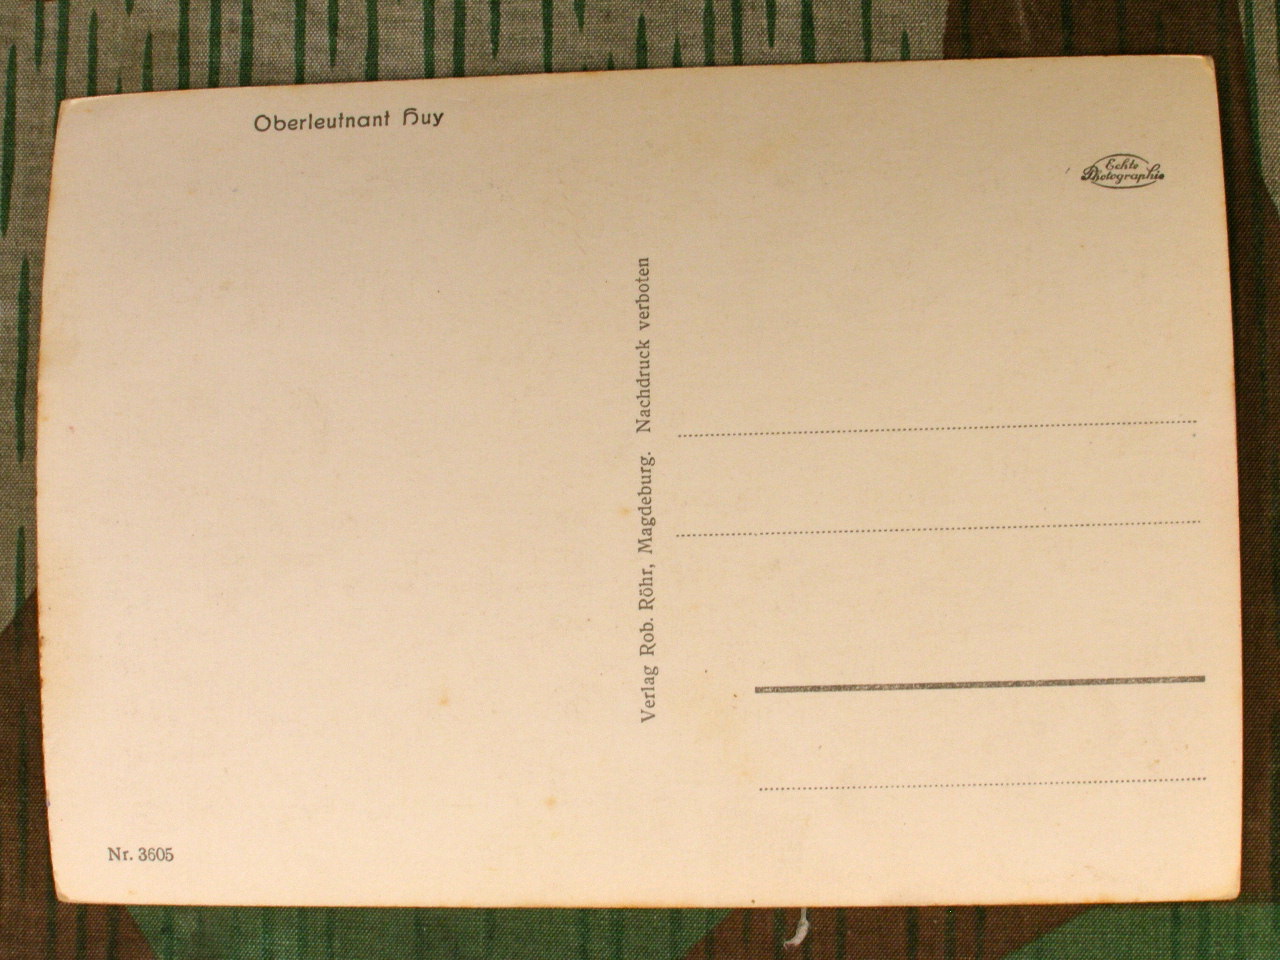 Oberleutnant Huy
Echte
Photographie
Verlag Rob. Röhr, Magdeburg. Nachdruck verboten
Nr. 3605